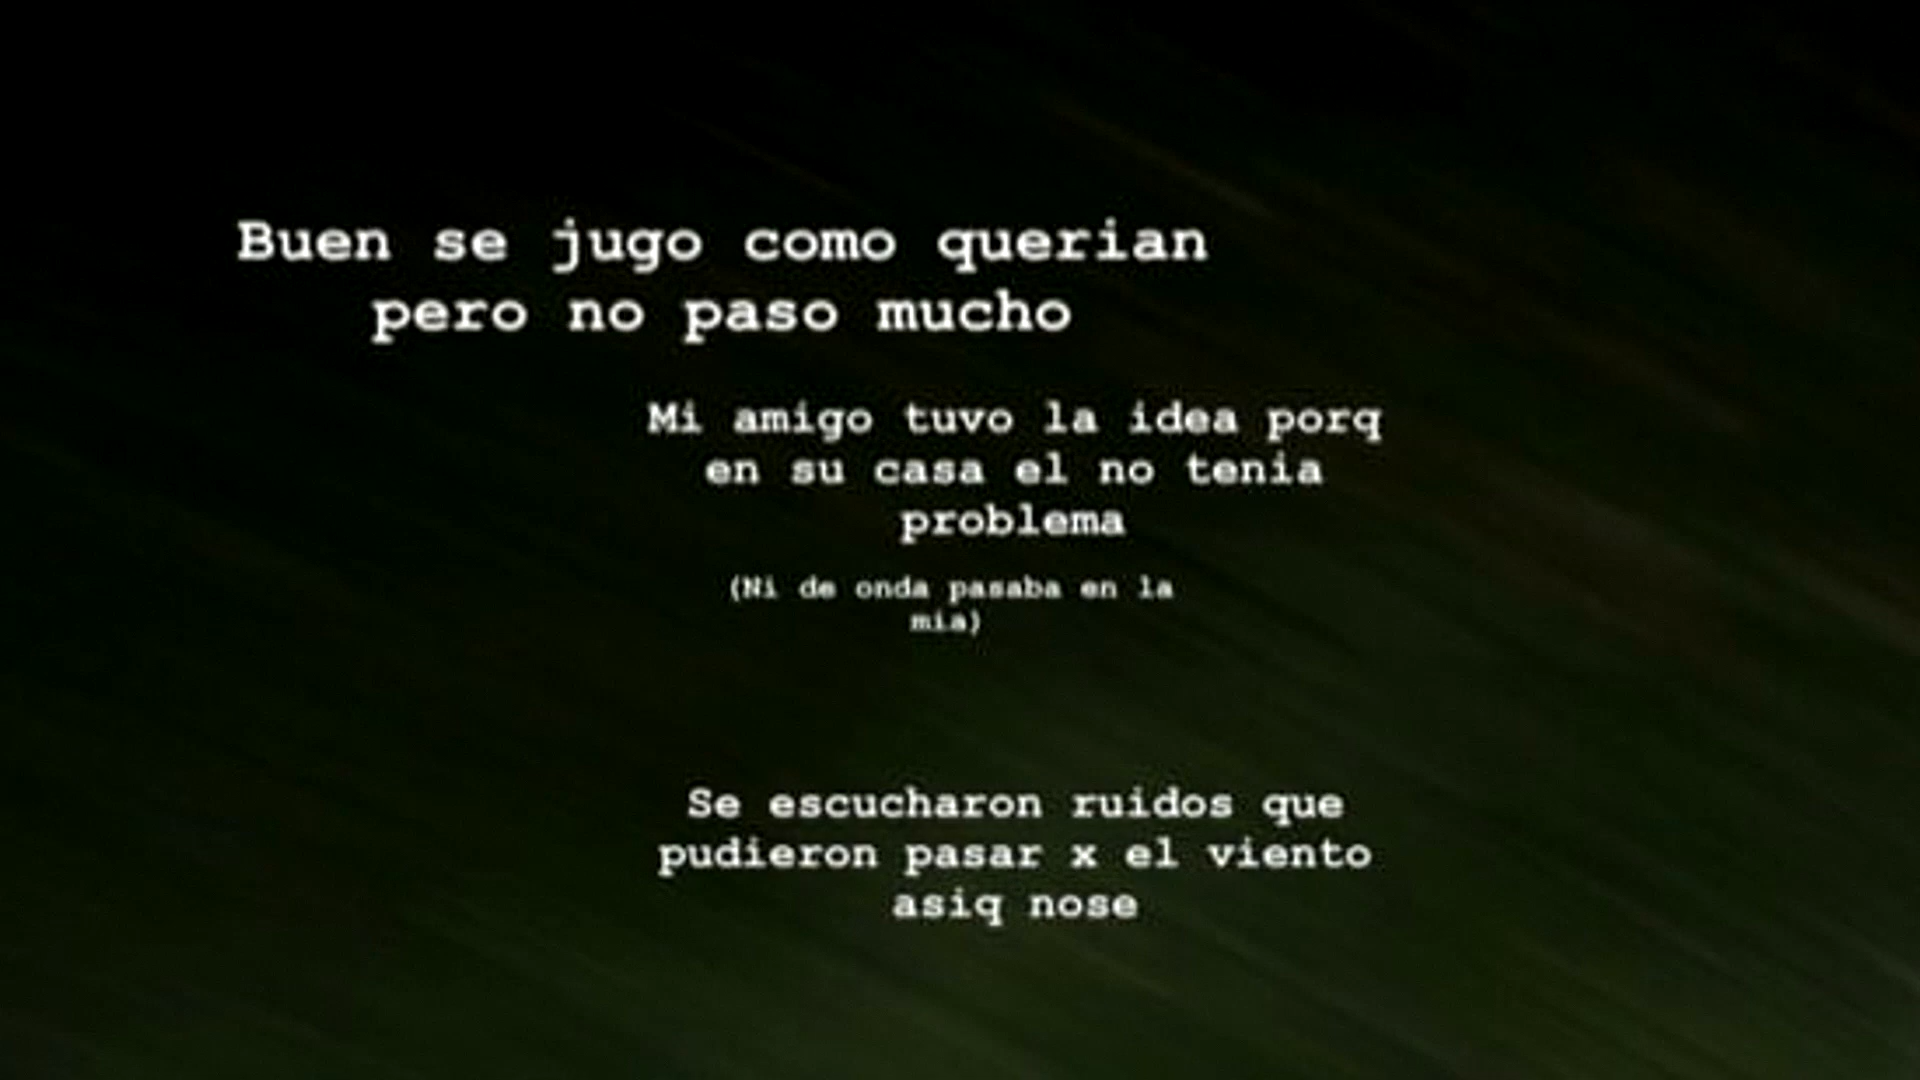 Buen se jugo como querian
pero no paso mucho
Mi amigo tuvo la idea porq
en su casa el no tenia
problema
(Ni de onda pasaba en la
mia)
Se escucharon ruidos que
pudieron pasar x el viento
asiq nose